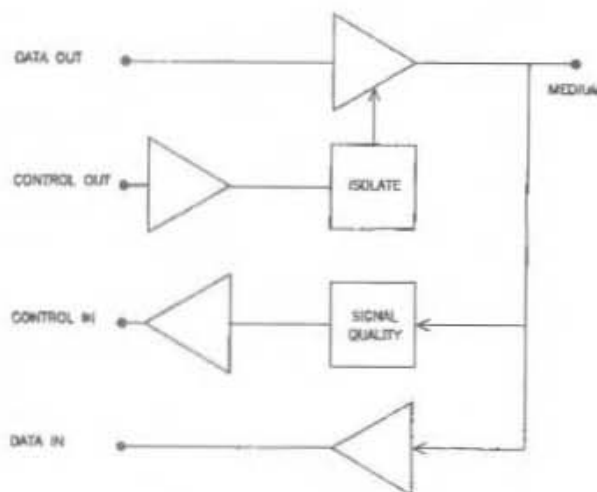 DATA OUT
MEDIUM
CONTROL OUT
ISOLATE
CONTROL IN
SIGNAL
QUALITY
DATA IN